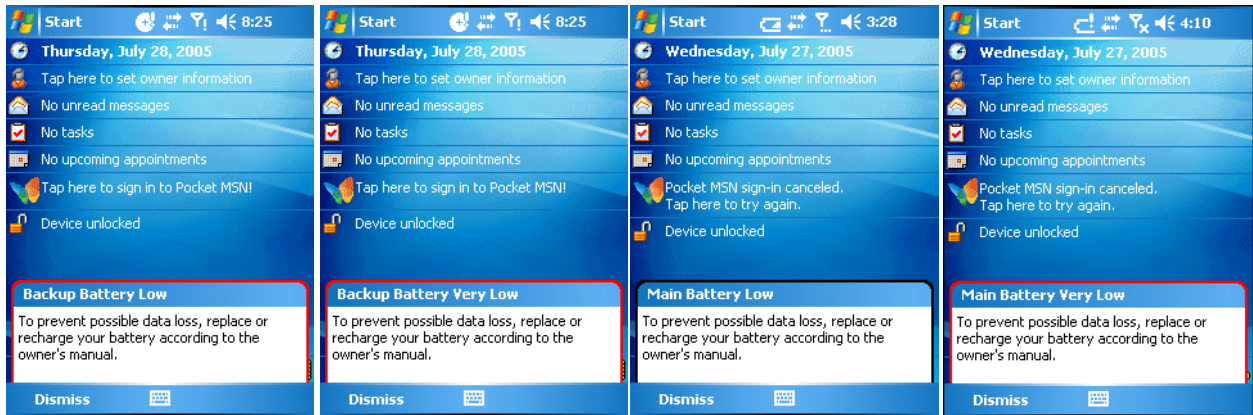 Start 8:25
Thursday, July 28, 2005
Tap here to set owner information
No unread messages
No tasks
No upcoming appointments
Tap here to sign in to Pocket MSN!
Device unlocked
Backup Battery Low
To prevent possible data loss, replace or
recharge your battery according to the
owner's manual.
Dismiss
Start 8:25
Thursday, July 28, 2005
Tap here to set owner information
No unread messages
No tasks
No upcoming appointments
Tap here to sign in to Pocket MSN!
Device unlocked
Backup Battery Very Low
To prevent possible data loss, replace or
recharge your battery according to the
owner's manual.
Dismiss
Start 3:28
Wednesday, July 27, 2005
Tap here to set owner information
No unread messages
No tasks
No upcoming appointments
Pocket MSN sign-in canceled.
Tap here to try again.
Device unlocked
Main Battery Low
To prevent possible data loss, replace or
recharge your battery according to the
owner's manual.
Dismiss
Start 4:10
Wednesday, July 27, 2005
Tap here to set owner information
No unread messages
No tasks
No upcoming appointments
Pocket MSN sign-in canceled.
Tap here to try again.
Device unlocked
Main Battery Very Low
To prevent possible data loss, replace or
recharge your battery according to the
owner's manual.
Dismiss